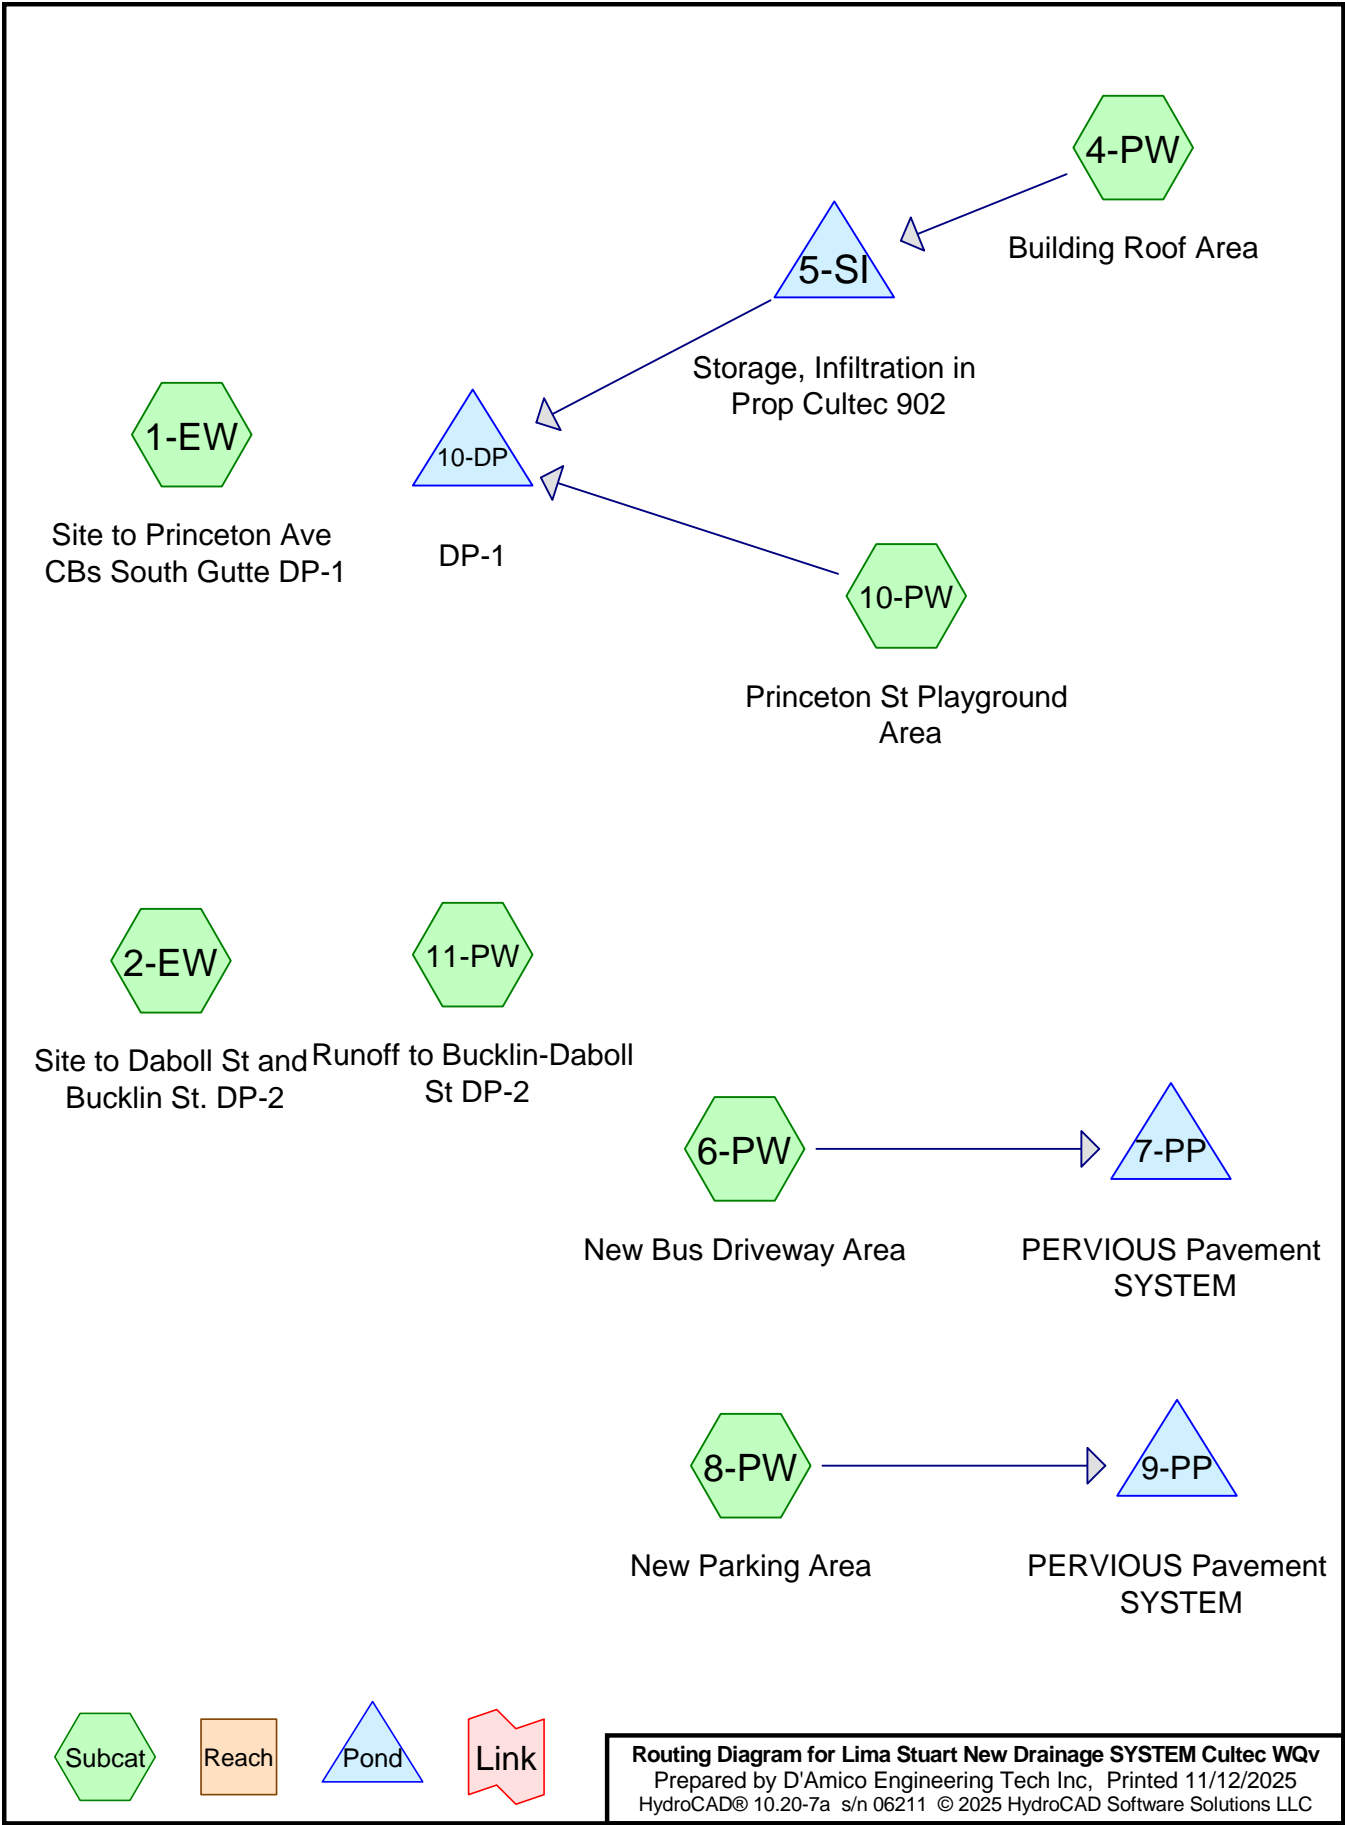 4-PW
Building Roof Area
5-SI
Storage, Infiltration in
Prop Cultec 902
1-EW
Site to Princeton Ave
CBs South Gutte DP-1
10-DP
DP-1
10-PW
Princeton St Playground
Area
2-EW
Site to Daboll St and
Bucklin St. DP-2
11-PW
Runoff to Bucklin-Daboll
St DP-2
6-PW
New Bus Driveway Area
7-PP
PERVIOUS Pavement
SYSTEM
8-PW
New Parking Area
9-PP
PERVIOUS Pavement
SYSTEM
Subcat
Reach
Pond
Link
Routing Diagram for Lima Stuart New Drainage SYSTEM Cultec WQv
Prepared by D'Amico Engineering Tech Inc, Printed 11/12/2025
HydroCAD® 10.20-7a s/n 06211 © 2025 HydroCAD Software Solutions LLC